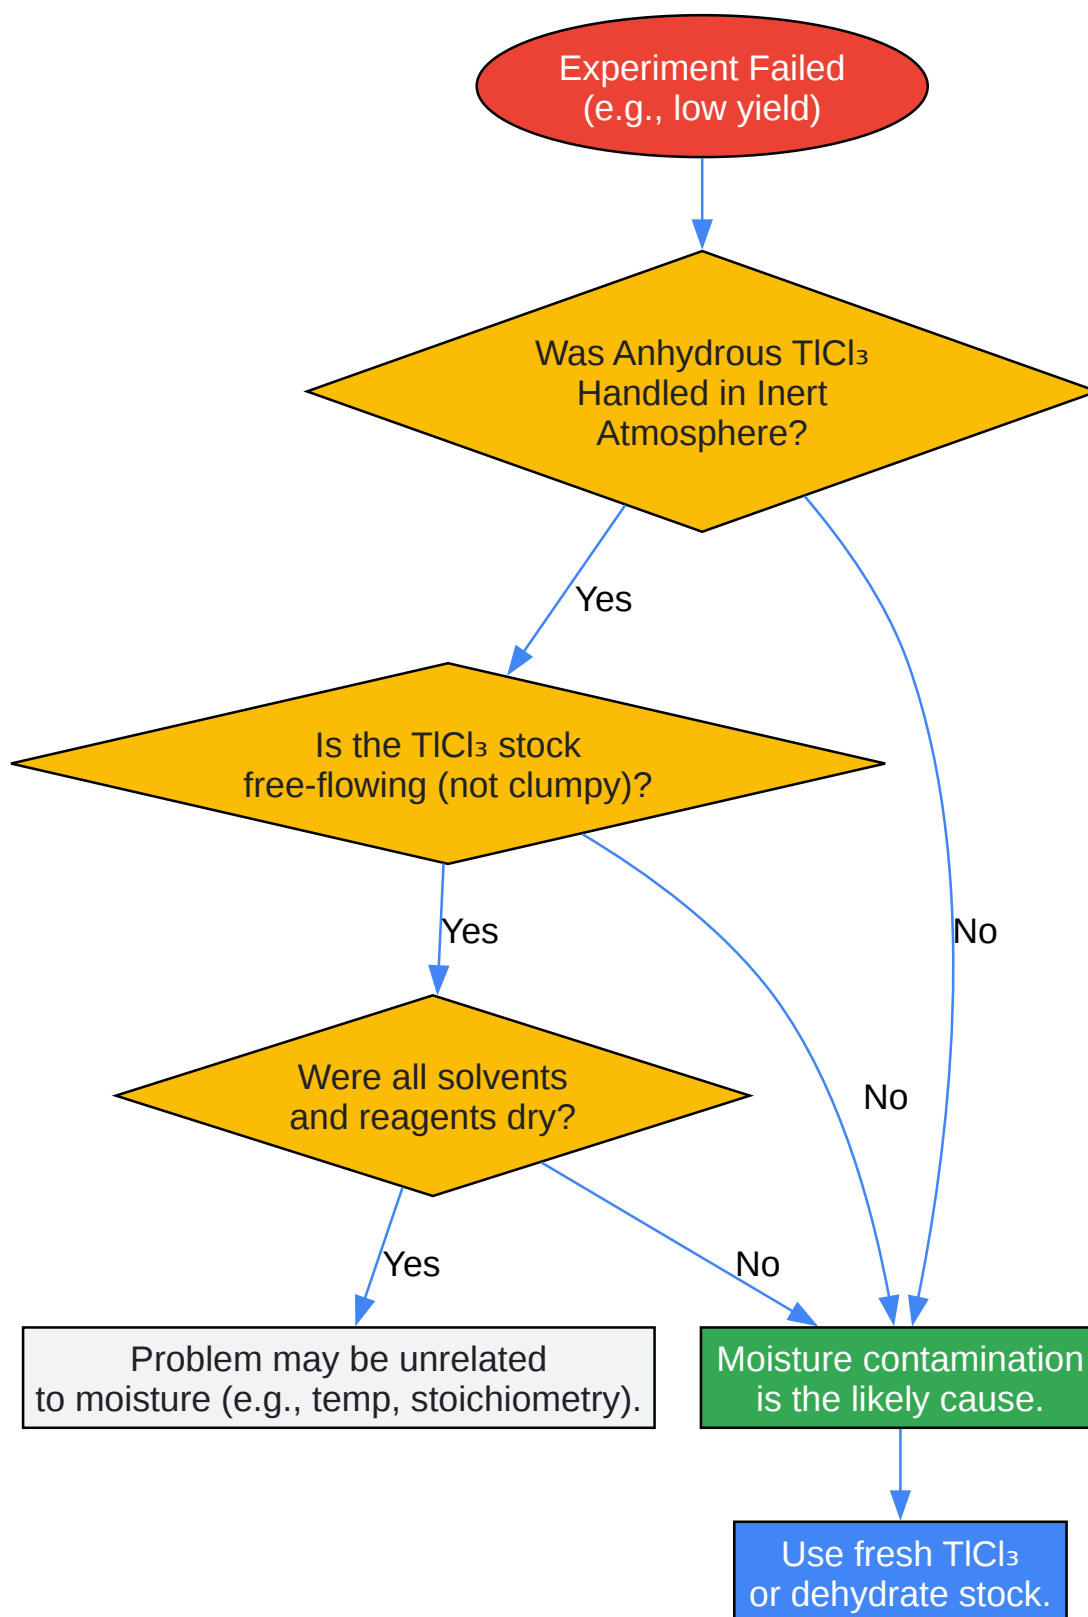 Experiment Failed
(e.g., low yield)
Was Anhydrous TlCl₃
Handled in Inert
Atmosphere?
Yes
Is the TlCl₃ stock
free-flowing (not clumpy)?
Yes
No
Were all solvents
and reagents dry?
No
Yes
No
Problem may be unrelated
to moisture (e.g., temp, stoichiometry).
Moisture contamination
is the likely cause.
Use fresh TlCl₃
or dehydrate stock.